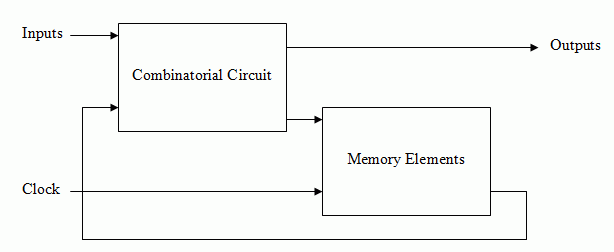 Inputs
Outputs
Combinatorial Circuit
Memory Elements
Clock